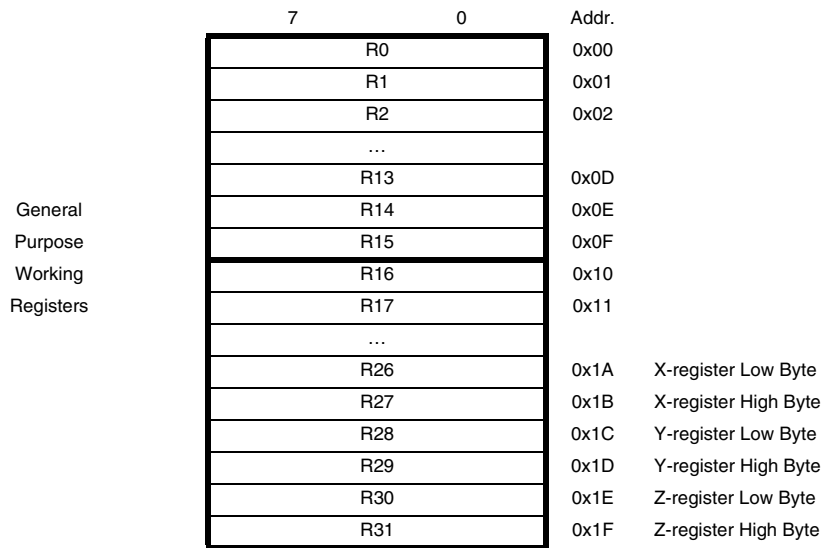 7 0 Addr.
R0 0x00
R1 0x01
R2 0x02
…
R13 0x0D
General R14 0x0E
Purpose R15 0x0F
Working R16 0x10
Registers R17 0x11
…
R26 0x1A X-register Low Byte
R27 0x1B X-register High Byte
R28 0x1C Y-register Low Byte
R29 0x1D Y-register High Byte
R30 0x1E Z-register Low Byte
R31 0x1F Z-register High Byte